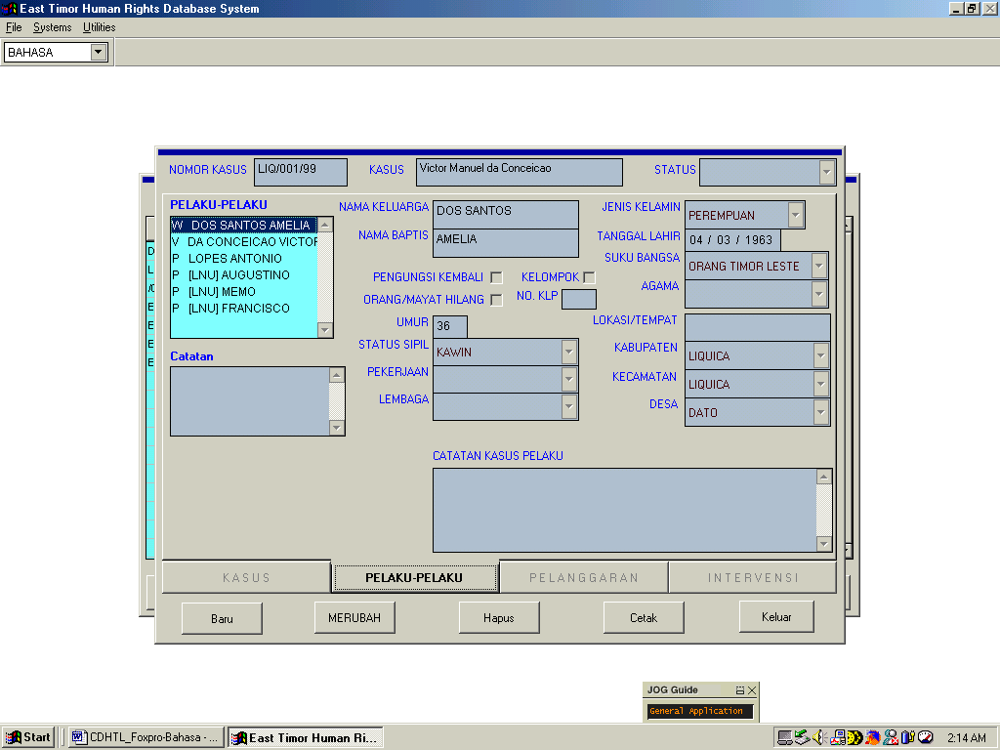 East Timor Human Rights Database System
File Systems Utilities
BAHASA
NOMOR KASUS LIQ/001/99 KASUS Victor Manuel da Conceicao STATUS
PELAKU-PELAKU
W DOS SANTOS AMELIA
V DA CONCEICAO VICTOR
P LOPES ANTONIO
P [LNU] AUGUSTINO
P [LNU] MEMO
P [LNU] FRANCISCO
Catatan
NAMA KELUARGA DOS SANTOS
NAMA BAPTIS AMELIA
PENGUNGSI KEMBALI KELOMPOK
ORANG/MAYAT HILANG NO. KLP
UMUR 36
STATUS SIPIL KAWIN
PEKERJAAN
LEMBAGA
JENIS KELAMIN PEREMPUAN
TANGGAL LAHIR 04 / 03 / 1963
SUKU BANGSA ORANG TIMOR LESTE
AGAMA
LOKASI/TEMPAT
KABUPATEN LIQUICA
KECAMATAN LIQUICA
DESA DATO
CATATAN KASUS PELAKU
KASUS PELAKU-PELAKU PELANGGARAN INTERVENSI
Baru MERUBAH Hapus Cetak Keluar
JOG Guide
General Application
Start CDHTL_Foxpro-Bahasa - ... East Timor Human Ri... 2:14 AM